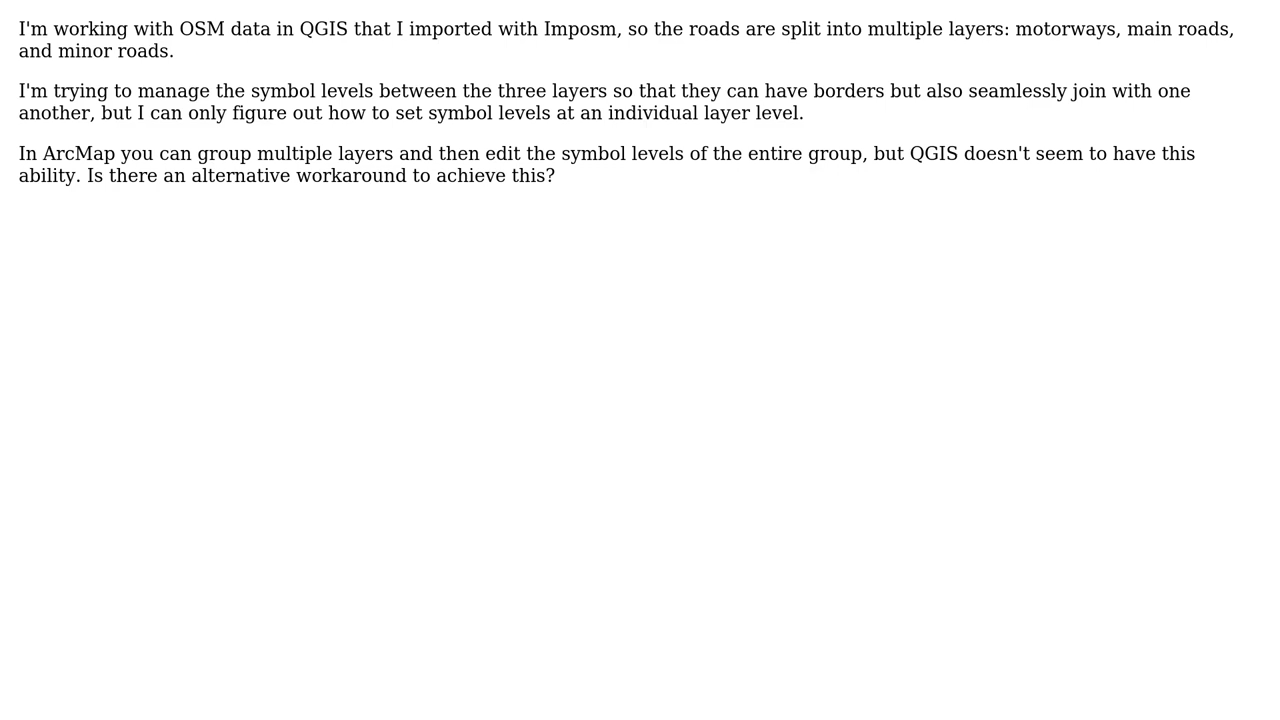 I'm working with OSM data in QGIS that I imported with Imposm, so the roads are split into multiple layers: motorways, main roads,
and minor roads.
I'm trying to manage the symbol levels between the three layers so that they can have borders but also seamlessly join with one
another, but I can only figure out how to set symbol levels at an individual layer level.
In ArcMap you can group multiple layers and then edit the symbol levels of the entire group, but QGIS doesn't seem to have this
ability. Is there an alternative workaround to achieve this?